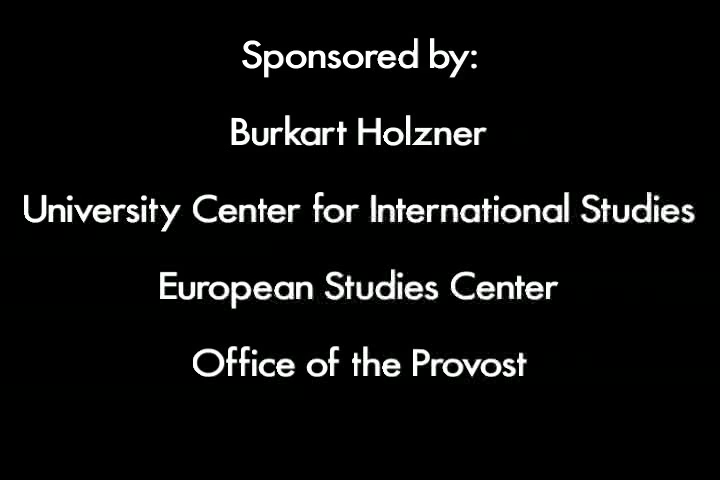 Sponsored by:
Burkart Holzner
University Center for International Studies
European Studies Center
Office of the Provost